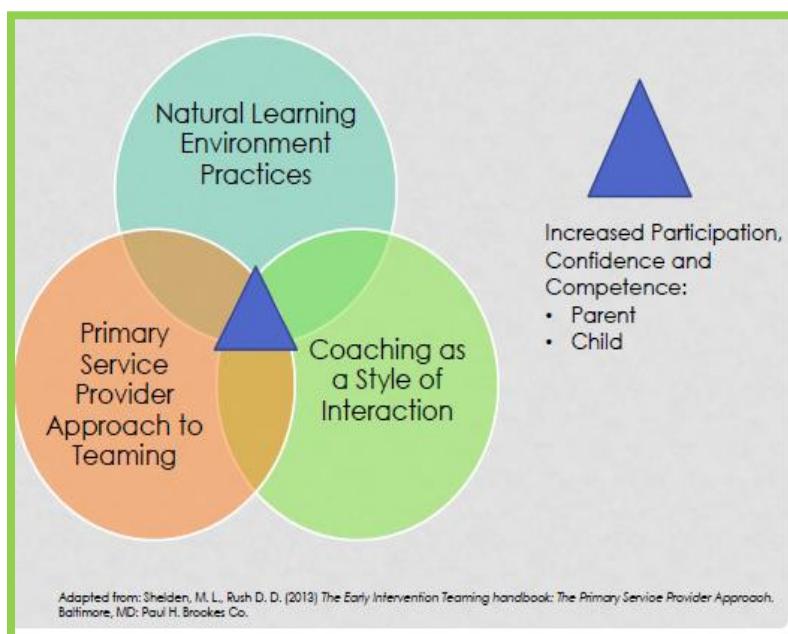 Natural Learning
Environment
Practices
Primary
Service
Provider
Approach to
Teaming
Coaching as
a Style of
Interaction
Increased Participation,
Confidence and
Competence:
• Parent
• Child
Adapted from: Shelden, M. L., Rush D. D. (2013) The Early Intervention Teaming handbook: The Primary Service Provider Approach.
Baltimore, MD: Paul H. Brookes Co.